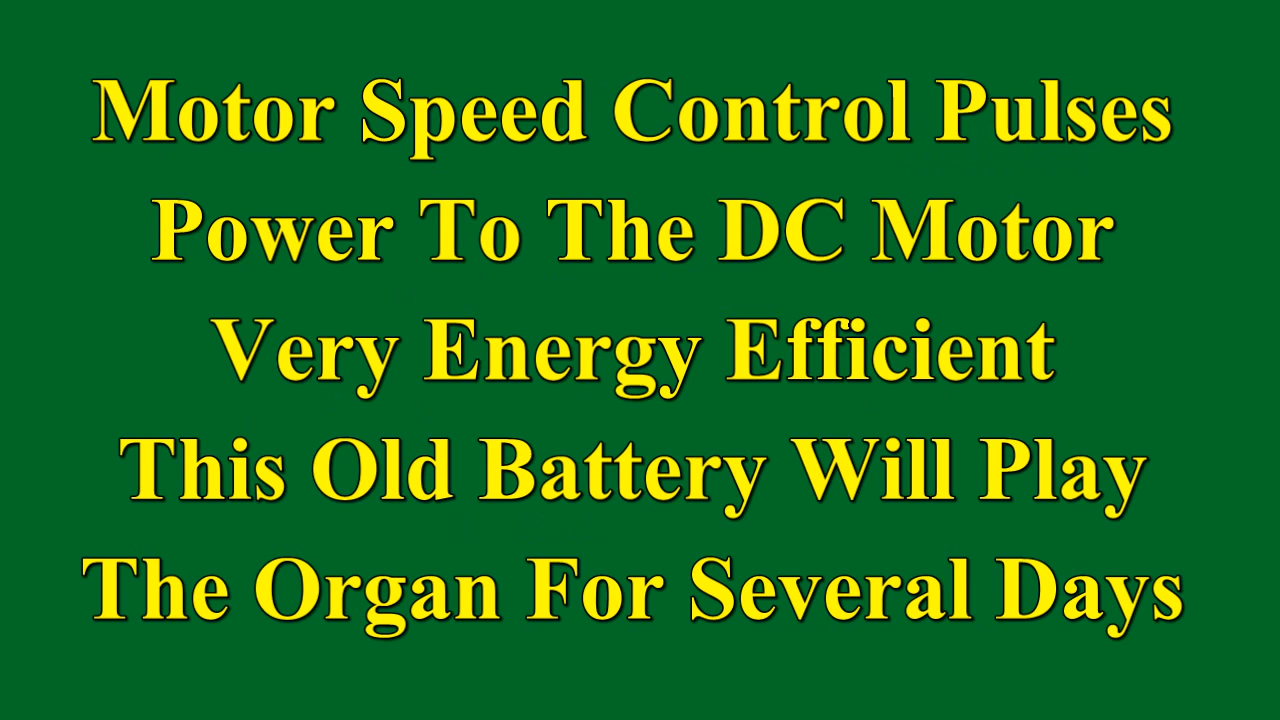 Motor Speed Control Pulses
Power To The DC Motor
Very Energy Efficient
This Old Battery Will Play
The Organ For Several Days